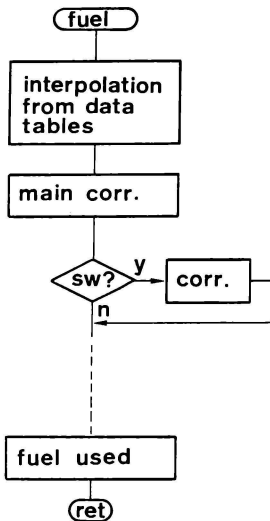 fuel
interpolation
from data
tables
main corr.
sw?
y
corr.
n
fuel used
ret